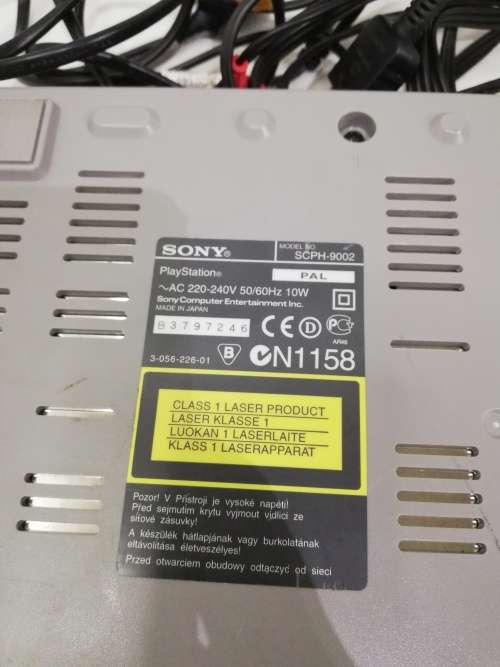 SONY®
MODEL NO.
SCPH-9002
PlayStation®
PAL
~AC 220-240V 50/60Hz 10W
Sony Computer Entertainment Inc.
MADE IN JAPAN
B3797246
CE D PG
AR46
3-056-226-01 B N1158
CLASS 1 LASER PRODUCT
LASER KLASSE 1
LUOKAN 1 LASERLAITE
KLASS 1 LASERAPPARAT
Pozor! V Přístroji je vysoké napětí!
Před sejmutím krytu vyjmout vidlici ze
síťové zásuvky!
A készülék hátlapjának vagy burkolatának
eltávolítása életveszélyes!
Przed otwarciem obudowy odłączyć od sieci